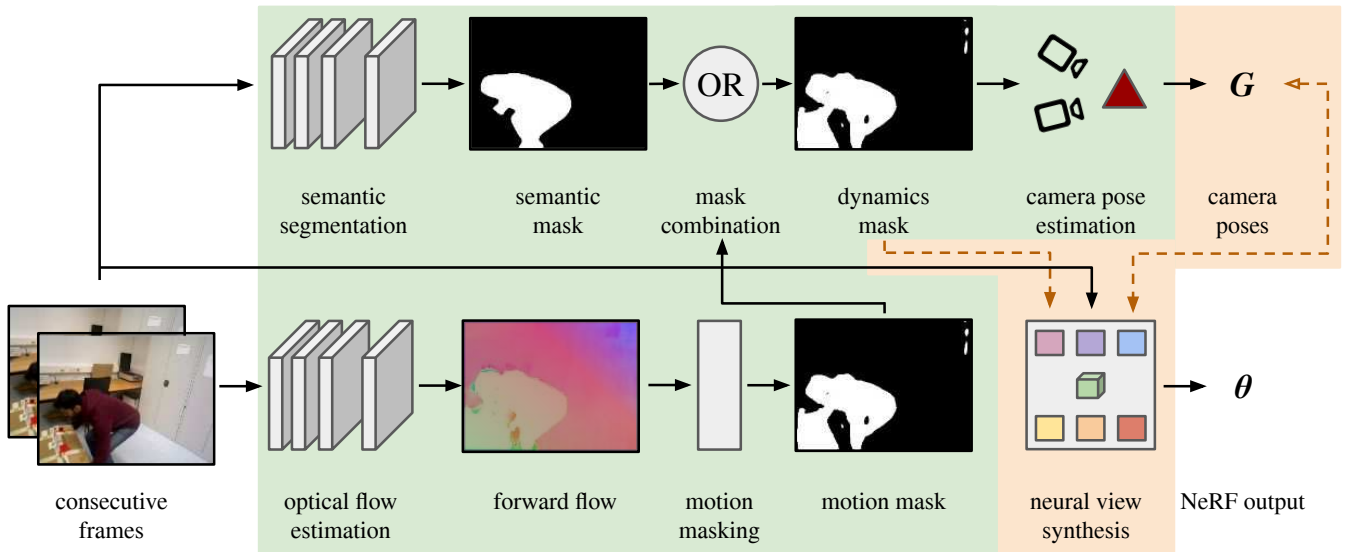 OR
G
semantic
segmentation
semantic
mask
mask
combination
dynamics
mask
camera pose
estimation
camera
poses
θ
consecutive
frames
optical flow
estimation
forward flow
motion
masking
motion mask
neural view
synthesis
NeRF output